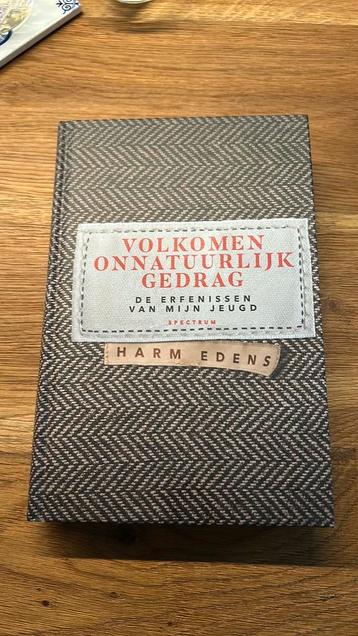 VOLKOMEN
ONNATUURLIJK
GEDRAG
DE ERFENISSEN
VAN MIJN JEUGD
SPECTRUM
HARM EDENS